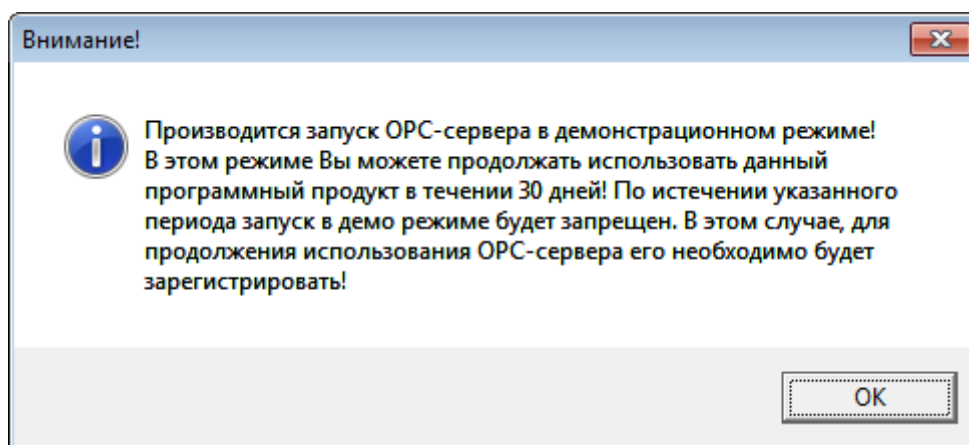 Внимание!
Производится запуск OPC-сервера в демонстрационном режиме!
В этом режиме Вы можете продолжать использовать данный
программный продукт в течении 30 дней! По истечении указанного
периода запуск в демо режиме будет запрещен. В этом случае, для
продолжения использования OPC-сервера его необходимо будет
зарегистрировать!
OK